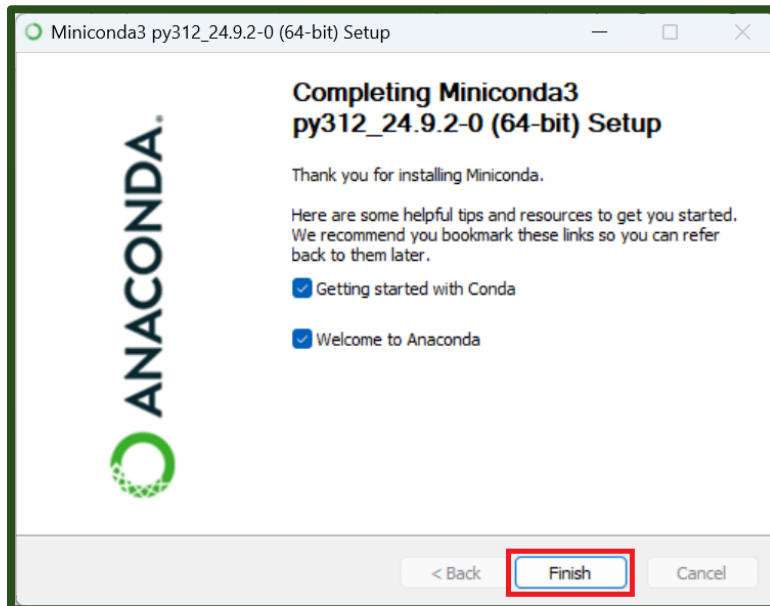 Miniconda3 py312_24.9.2-0 (64-bit) Setup
ANACONDA.
Completing Miniconda3
py312_24.9.2-0 (64-bit) Setup
Thank you for installing Miniconda.
Here are some helpful tips and resources to get you started.
We recommend you bookmark these links so you can refer
back to them later.
Getting started with Conda
Welcome to Anaconda
< Back
Finish
Cancel